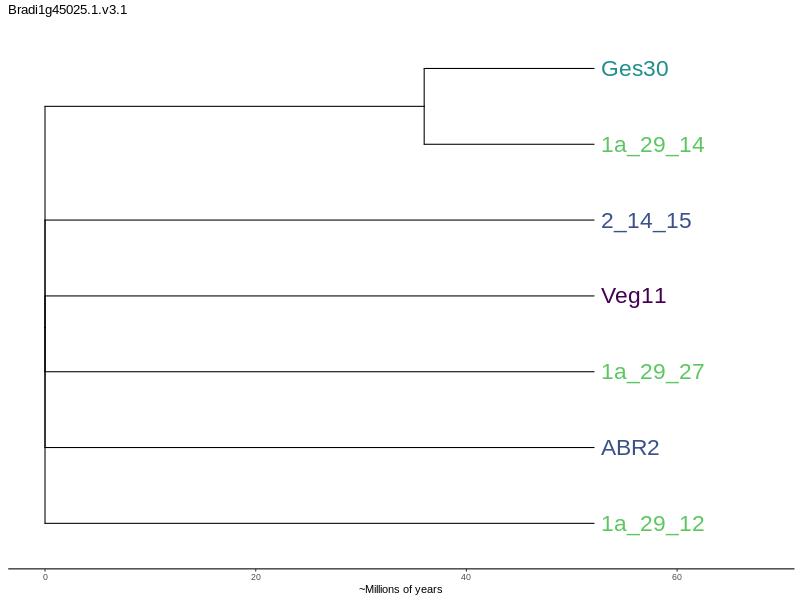 Bradi1g45025.1.v3.1
Ges30
1a_29_14
2_14_15
Veg11
1a_29_27
ABR2
1a_29_12
0 20 40 60
~Millions of years